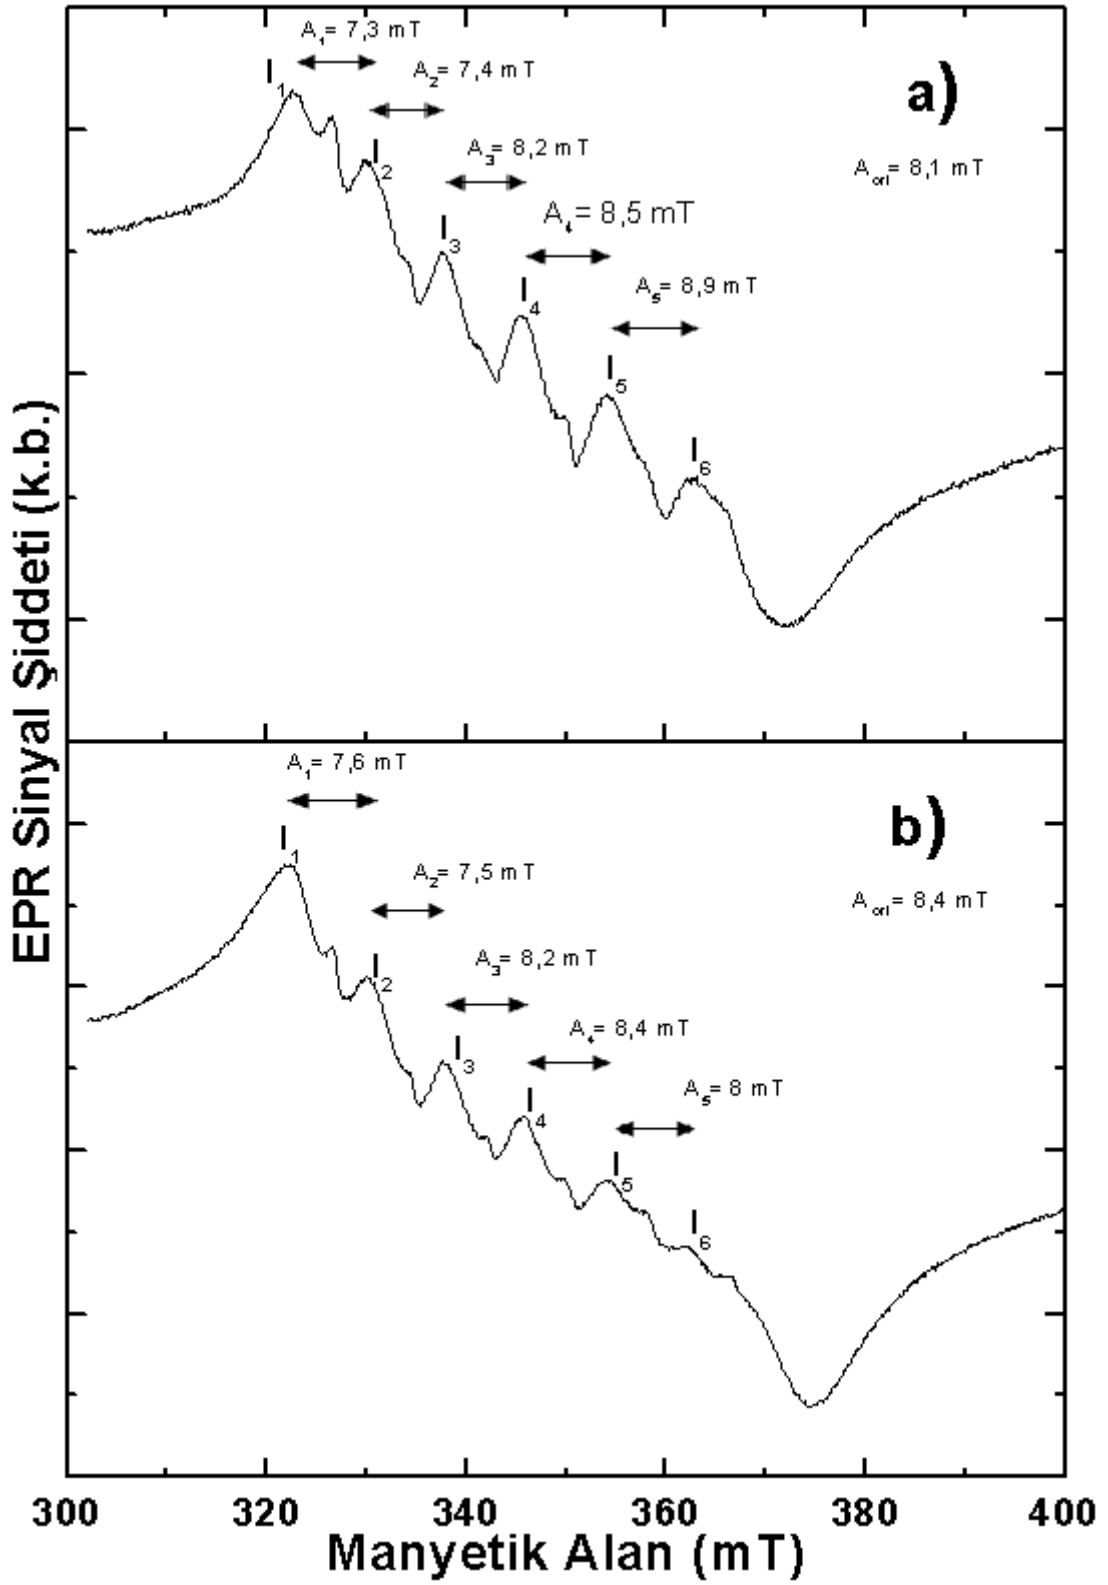 A1= 7,3 mT
A2= 7,4 mT
a)
A3= 8,2 mT
Aort= 8,1 mT
A4= 8,5 mT
A5= 8,9 mT
I1
I2
I3
I4
I5
I6
EPR Sinyal Şiddeti (k.b.)
A1= 7,6 mT
b)
A2= 7,5 mT
Aort= 8,4 mT
A3= 8,2 mT
A4= 8,4 mT
A5= 8 mT
I1
I2
I3
I4
I5
I6
300 320 340 360 380 400
Manyetik Alan (mT)